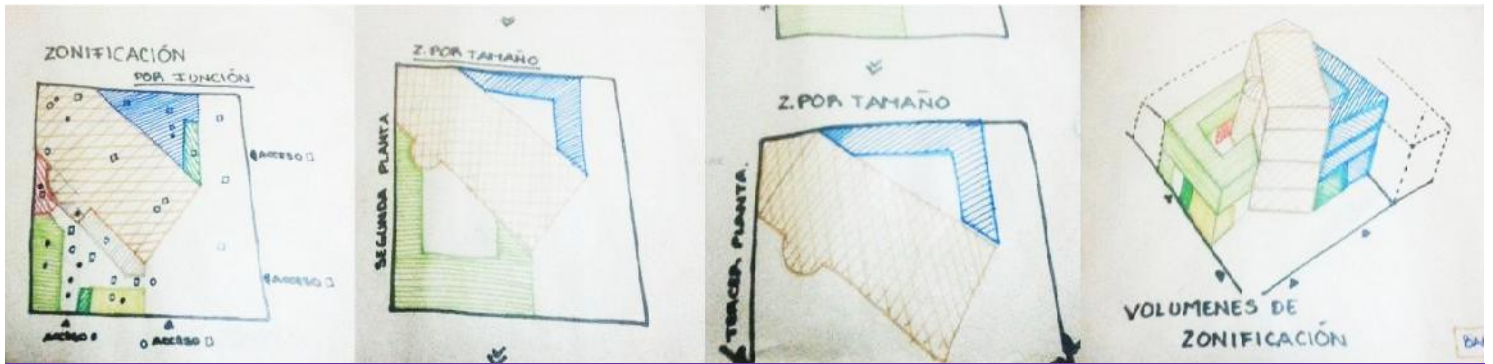 ZONIFICACIÓN
POR FUNCIÓN
ACCESO
ACCESO
ACCESO
ACCESO
Z. POR TAMAÑO
SEGUNDA PLANTA
Z. POR TAMAÑO
TERCER PLANTA.
VOLUMENES DE
ZONIFICACIÓN